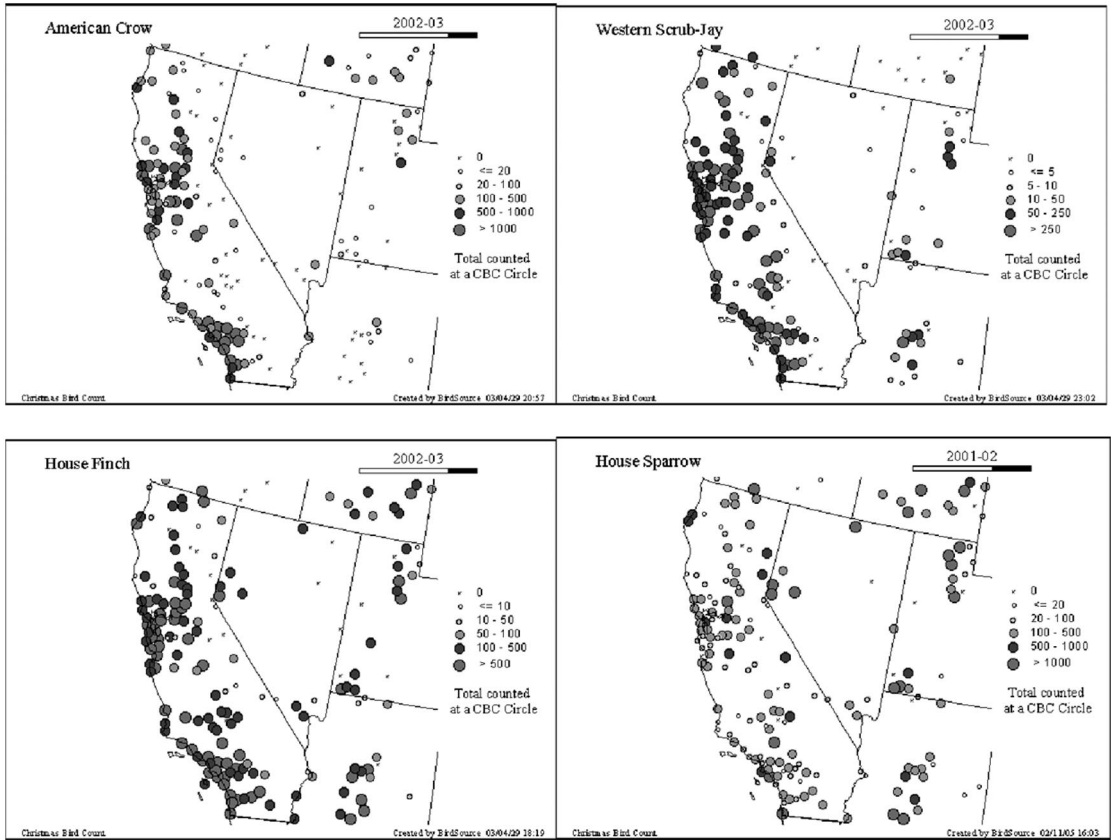 American Crow
2002-03
0
<= 20
20 - 100
100 - 500
500 - 1000
> 1000
Total counted
at a CBC Circle
Christmas Bird Count
Created by BirdSource 03/04/29 20:57
Western Scrub-Jay
2002-03
0
<= 5
5 - 10
10 - 50
50 - 250
> 250
Total counted
at a CBC Circle
Christmas Bird Count
Created by BirdSource 03/04/29 23:02
House Finch
2002-03
0
<= 10
10 - 50
50 - 100
100 - 500
> 500
Total counted
at a CBC Circle
Christmas Bird Count
Created by BirdSource 03/04/29 18:19
House Sparrow
2001-02
0
<= 20
20 - 100
100 - 500
500 - 1000
> 1000
Total counted
at a CBC Circle
Christmas Bird Count
Created by BirdSource 02/11/05 16:03